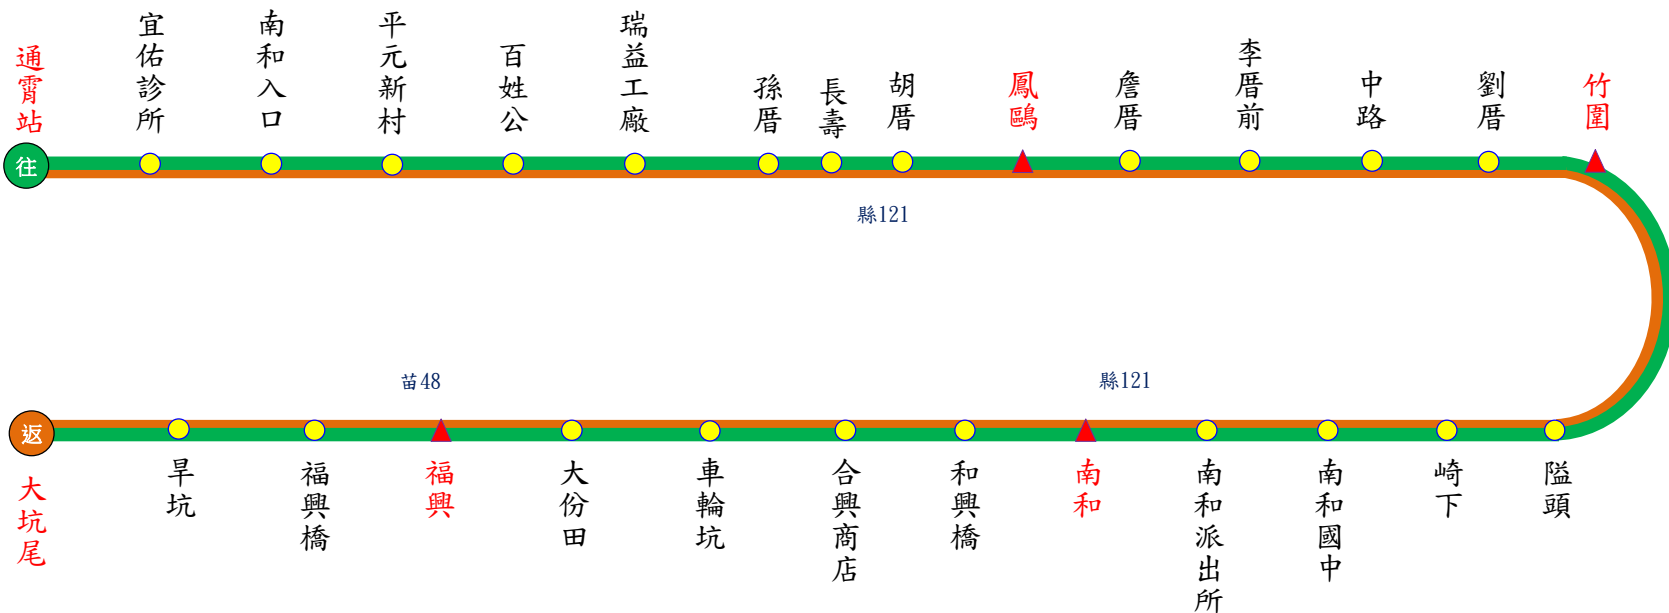 通霄站
宜佑診所
南和入口
平元新村
百姓公
瑞益工廠
孫厝
長壽
胡厝
鳳鷗
詹厝
李厝前
中路
劉厝
竹圍
往
縣121
苗48
縣121
返
大坑尾
旱坑
福興橋
福興
大份田
車輪坑
合興商店
和興橋
南和
南和派出所
南和國中
崎下
隘頭